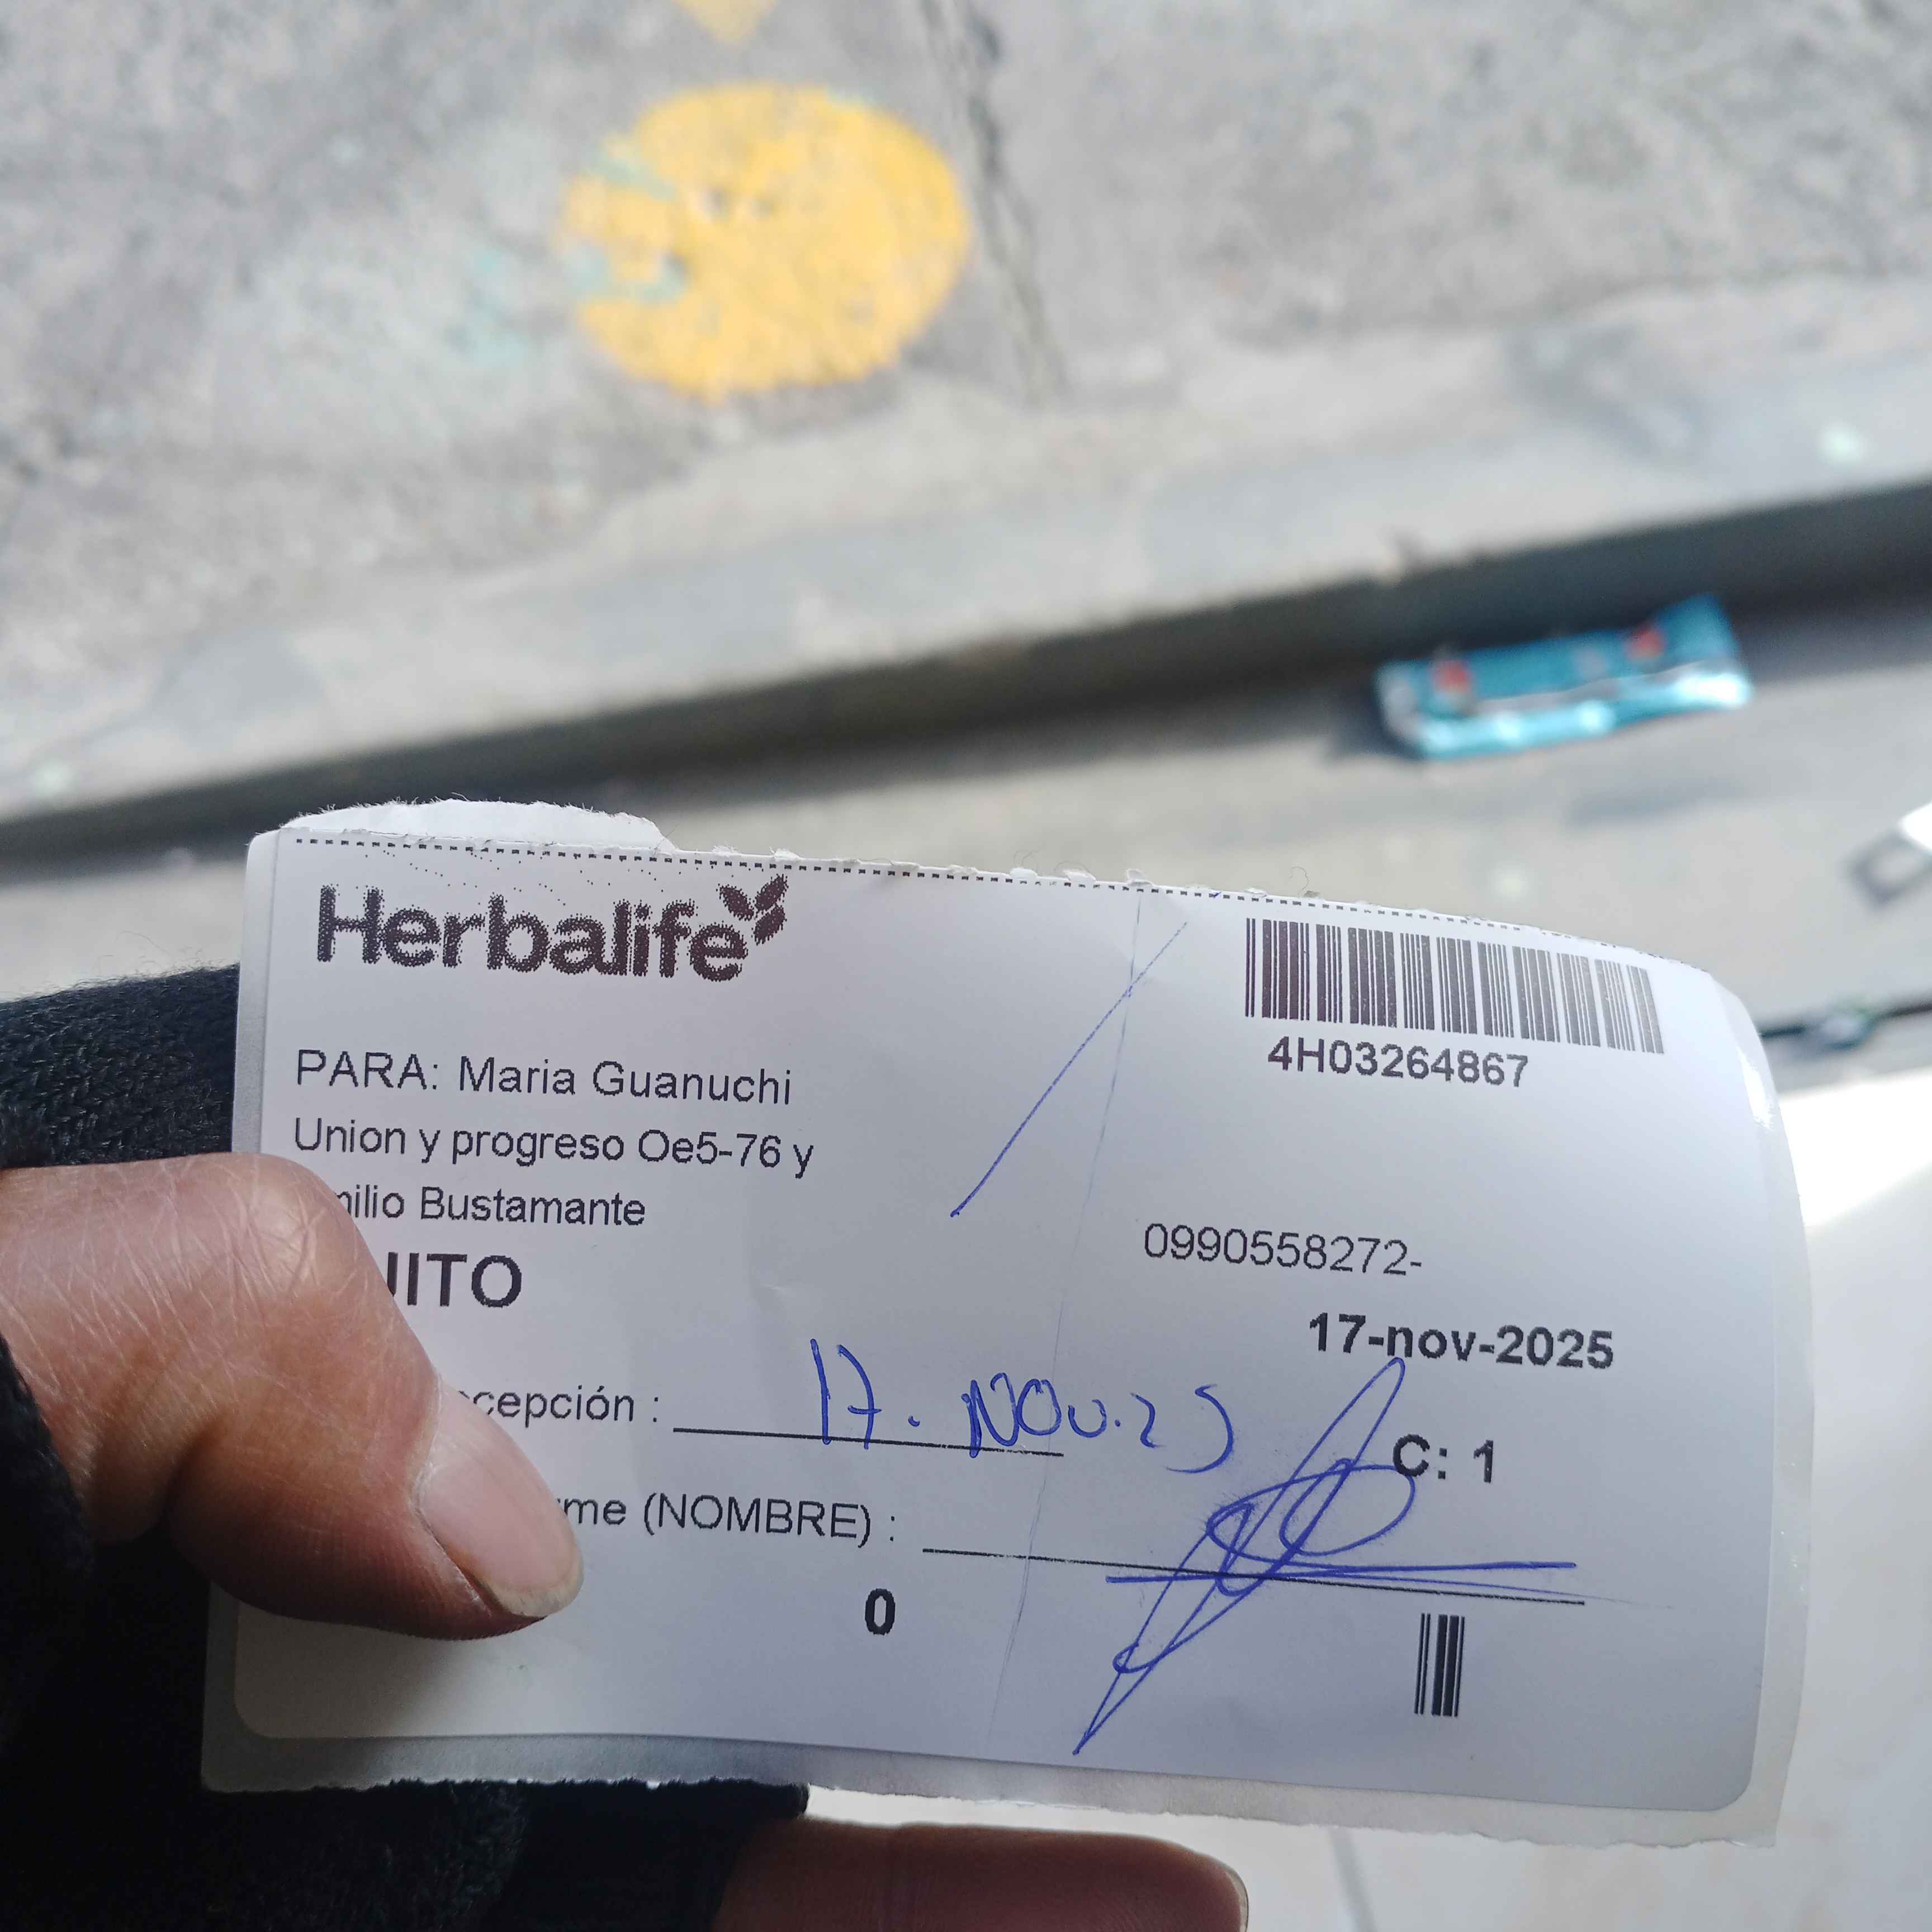 Herbalife
4H03264867
PARA: Maria Guanuchi
Union y progreso Oe5-76 y
milio Bustamante
UITO
0990558272-
17-nov-2025
cepción : 17. NOV. 25
C: 1
me (NOMBRE) :
0